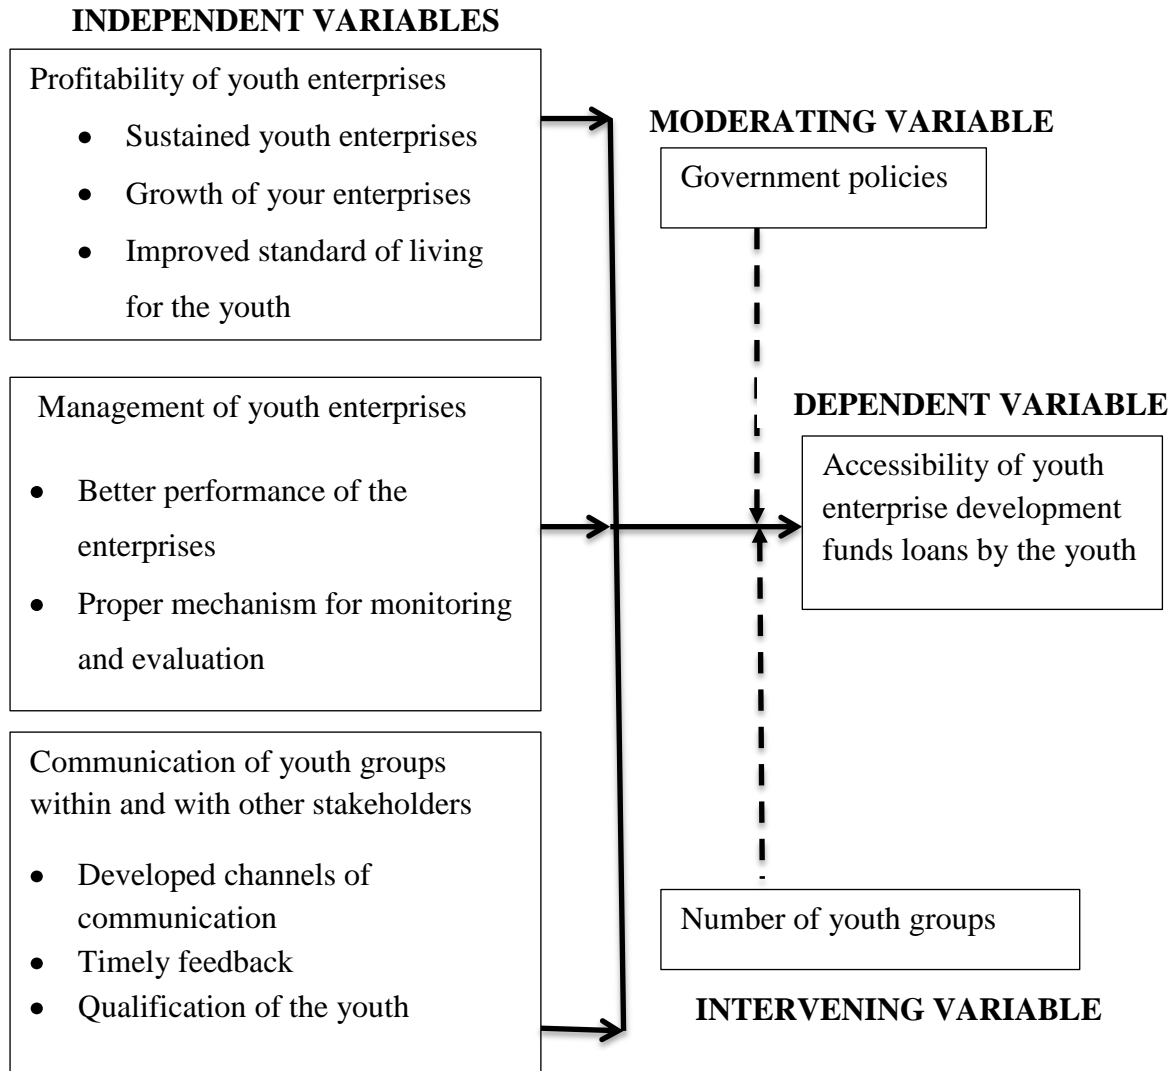 INDEPENDENT VARIABLES
Profitability of youth enterprises
• Sustained youth enterprises
• Growth of your enterprises
• Improved standard of living
for the youth
Management of youth enterprises
• Better performance of the
enterprises
• Proper mechanism for monitoring
and evaluation
Communication of youth groups
within and with other stakeholders
• Developed channels of
communication
• Timely feedback
• Qualification of the youth
MODERATING VARIABLE
Government policies
DEPENDENT VARIABLE
Accessibility of youth
enterprise development
funds loans by the youth
Number of youth groups
INTERVENING VARIABLE